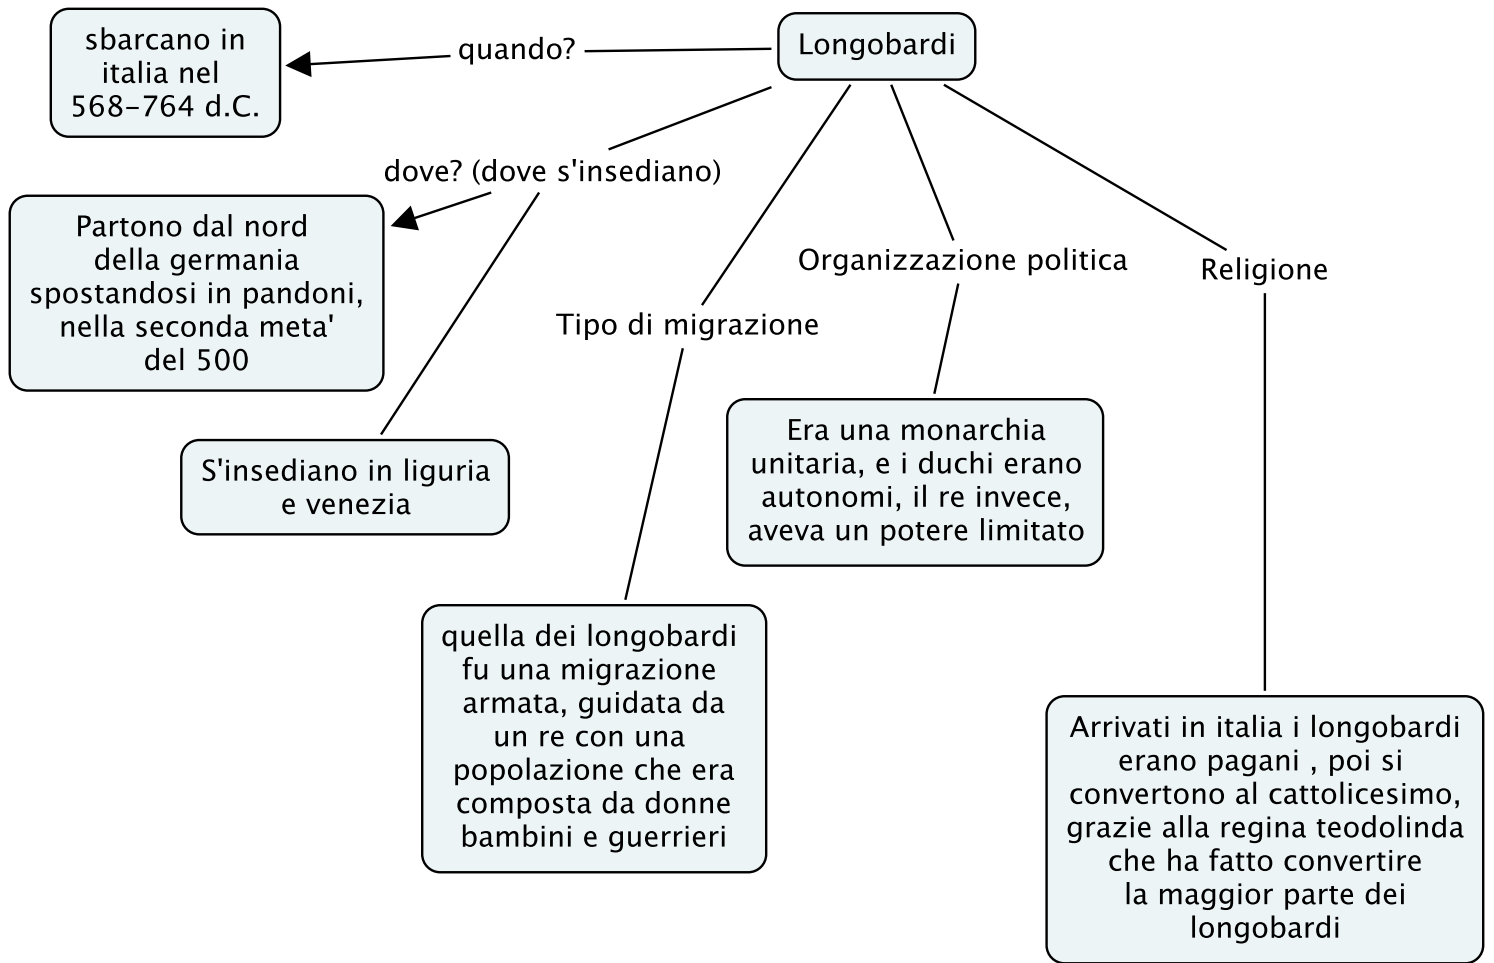 Longobardi
quando?
sbarcano in
italia nel
568-764 d.C.
dove? (dove s'insediano)
Partono dal nord
della germania
spostandosi in pandoni,
nella seconda meta'
del 500
S'insediano in liguria
e venezia
Tipo di migrazione
quella dei longobardi
fu una migrazione
armata, guidata da
un re con una
popolazione che era
composta da donne
bambini e guerrieri
Organizzazione politica
Era una monarchia
unitaria, e i duchi erano
autonomi, il re invece,
aveva un potere limitato
Religione
Arrivati in italia i longobardi
erano pagani , poi si
convertono al cattolicesimo,
grazie alla regina teodolinda
che ha fatto convertire
la maggior parte dei
longobardi